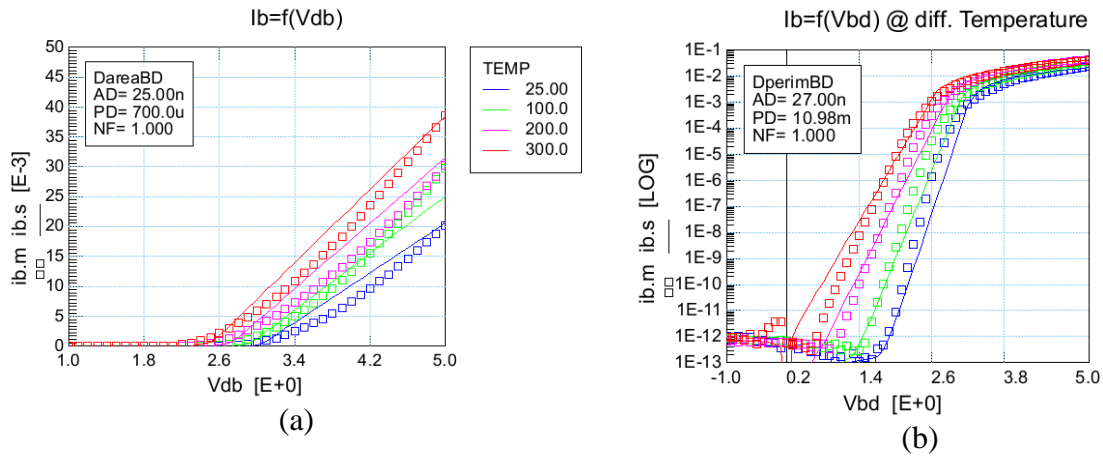 Ib=f(Vdb)
50
45
40
35
30
25
20
15
10
5
0
ib.m ib.s [E-3]
DareaBD
AD= 25.00n
PD= 700.0u
NF= 1.000
1.0 1.8 2.6 3.4 4.2 5.0
Vdb [E+0]
(a)
TEMP
25.00
100.0
200.0
300.0
Ib=f(Vbd) @ diff. Temperature
1E-1
1E-2
1E-3
1E-4
1E-5
1E-6
1E-7
1E-8
1E-9
1E-10
1E-11
1E-12
1E-13
ib.m ib.s [LOG]
DperimBD
AD= 27.00n
PD= 10.98m
NF= 1.000
-1.0 0.2 1.4 2.6 3.8 5.0
Vbd [E+0]
(b)